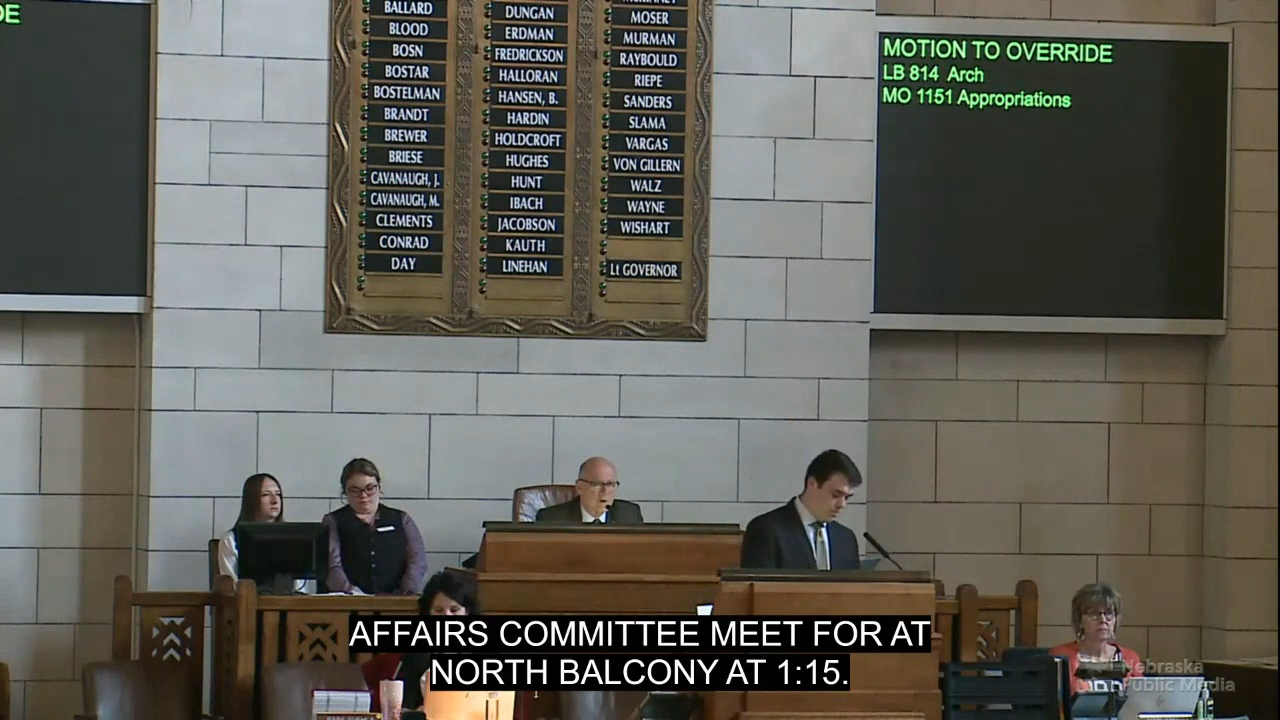 DE
BALLARD
BLOOD
BOSN
BOSTAR
BOSTELMAN
BRANDT
BREWER
BRIESE
CAVANAUGH, J.
CAVANAUGH, M.
CLEMENTS
CONRAD
DAY
DUNGAN
ERDMAN
FREDRICKSON
HALLORAN
HANSEN, B.
HARDIN
HOLDCROFT
HUGHES
HUNT
IBACH
JACOBSON
KAUTH
LINEHAN
MOSER
MURMAN
RAYBOULD
RIEPE
SANDERS
SLAMA
VARGAS
VON GILLERN
WALZ
WAYNE
WISHART
Lt GOVERNOR
MOTION TO OVERRIDE
LB 814 Arch
MO 1151 Appropriations
AFFAIRS COMMITTEE MEET FOR AT
NORTH BALCONY AT 1:15.
Nebraska
Public Media